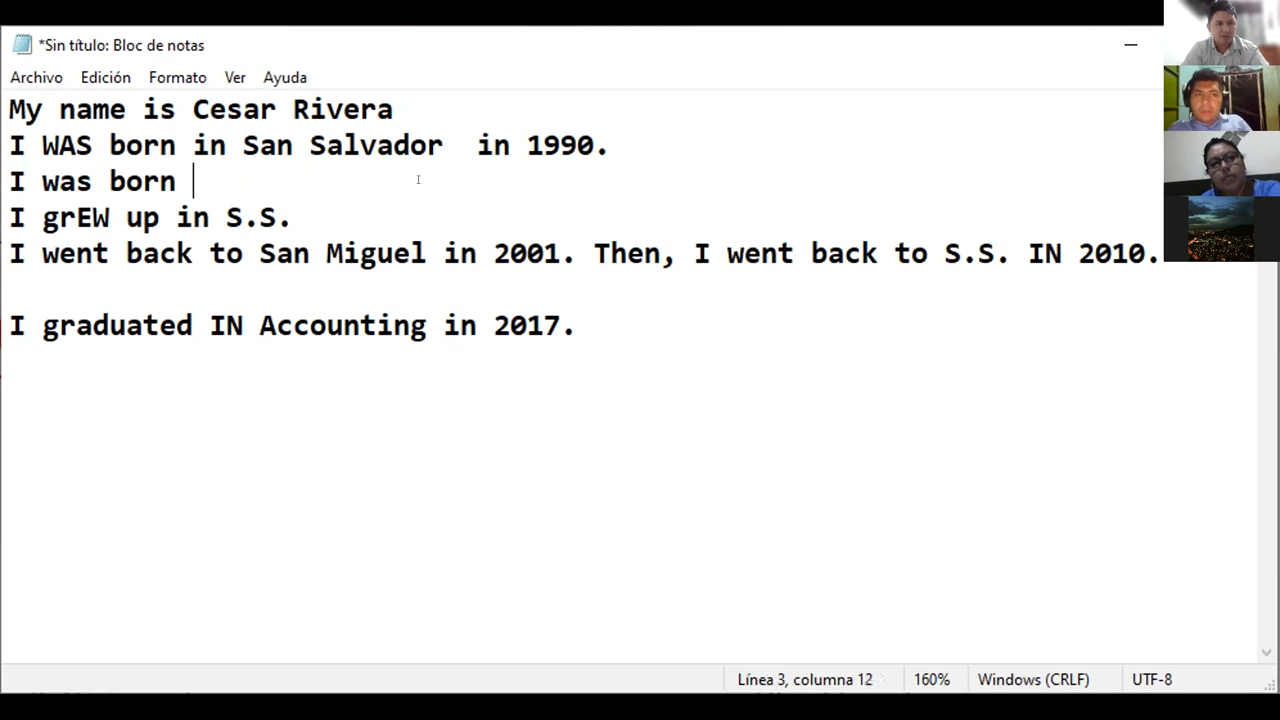 *Sin título: Bloc de notas
Archivo Edición Formato Ver Ayuda
My name is Cesar Rivera
I WAS born in San Salvador  in 1990.
I was born
I grEW up in S.S.
I went back to San Miguel in 2001. Then, I went back to S.S. IN 2010.
I graduated IN Accounting in 2017.
Línea 3, columna 12 160% Windows (CRLF) UTF-8